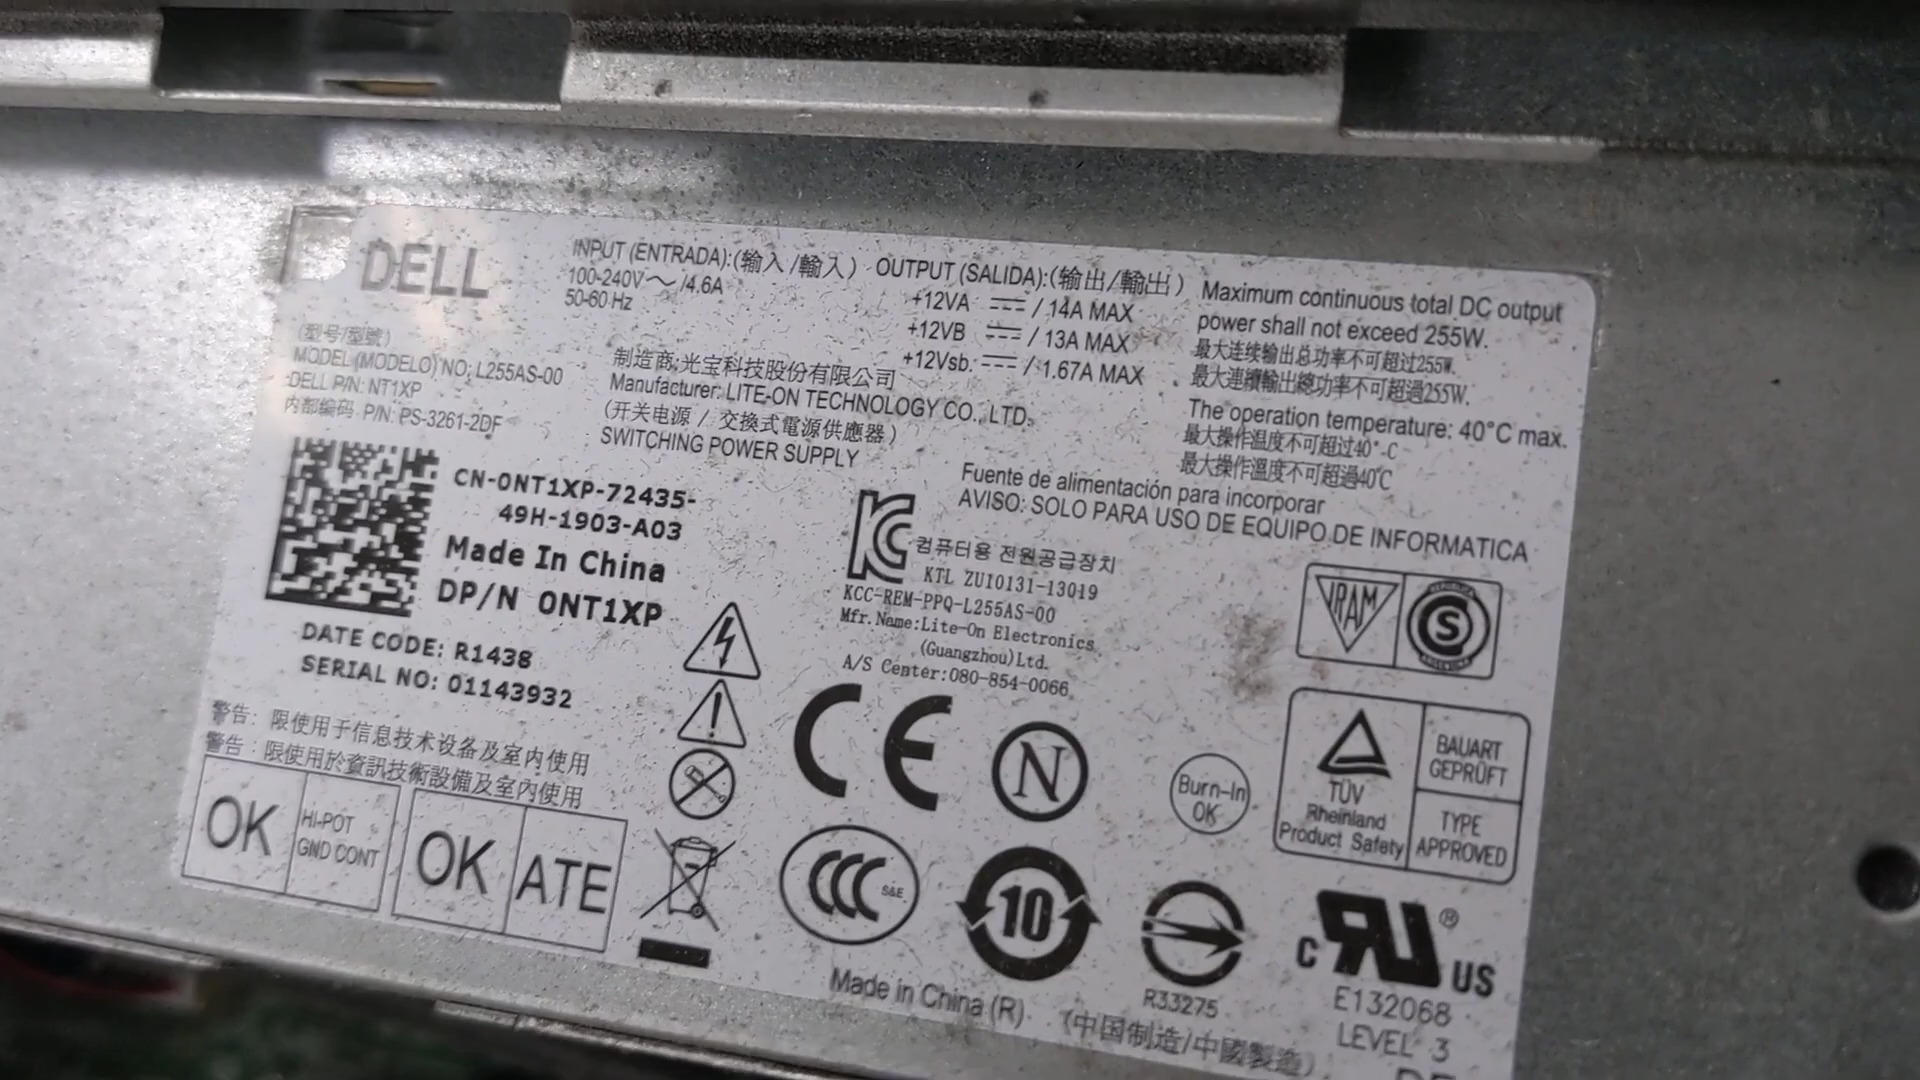 DELL
INPUT (ENTRADA):(输入/輸入)
100-240V～/4.6A
50-60 Hz
OUTPUT (SALIDA):(输出/輸出)
+12VA ⎓ / 14A MAX
+12VB ⎓ / 13A MAX
+12Vsb. ⎓ / 1.67A MAX
Maximum continuous total DC output
power shall not exceed 255W.
最大连续输出总功率不可超过255W.
最大連續輸出總功率不可超過255W.
The operation temperature: 40°C max.
最大操作温度不可超过40°C
最大操作溫度不可超過40℃
(型号/型號)
MODEL (MODELO) NO: L255AS-00
DELL P/N: NT1XP
内部编码 P/N: PS-3261-2DF
制造商:光宝科技股份有限公司
Manufacturer: LITE-ON TECHNOLOGY CO., LTD.
(开关电源 / 交換式電源供應器)
SWITCHING POWER SUPPLY
Fuente de alimentación para incorporar
AVISO: SOLO PARA USO DE EQUIPO DE INFORMATICA
CN-0NT1XP-72435-
49H-1903-A03
Made In China
DP/N 0NT1XP
DATE CODE: R1438
SERIAL NO: 01143932
KC
컴퓨터용 전원공급장치
KTL ZU10131-13019
KCC-REM-PPQ-L255AS-00
Mfr.Name:Lite-On Electronics
(Guangzhou)Ltd.
A/S Center:080-854-0066
IRAM
S
警告: 限使用于信息技术设备及室内使用
警告: 限使用於資訊技術設備及室內使用
OK
HI-POT
GND CONT
OK
ATE
CE
N
Burn-In
OK
TÜV
Rheinland
Product Safety
BAUART
GEPRÜFT
TYPE
APPROVED
CCC
S&E
10
R33275
c RU ® US
E132068
LEVEL 3
Made in China (R) (中国制造/中國製造)